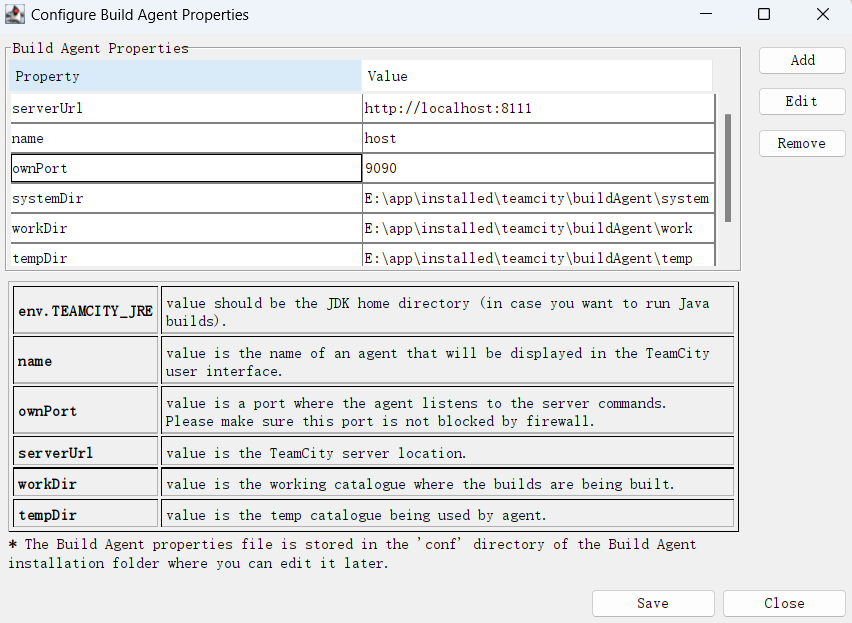 Configure Build Agent Properties
Build Agent Properties
Property Value
serverUrl http://localhost:8111
name host
ownPort 9090
systemDir E:\app\installed\teamcity\buildAgent\system
workDir E:\app\installed\teamcity\buildAgent\work
tempDir E:\app\installed\teamcity\buildAgent\temp
Add
Edit
Remove
env.TEAMCITY_JRE value should be the JDK home directory (in case you want to run Java
builds).
name value is the name of an agent that will be displayed in the TeamCity
user interface.
ownPort value is a port where the agent listens to the server commands.
Please make sure this port is not blocked by firewall.
serverUrl value is the TeamCity server location.
workDir value is the working catalogue where the builds are being built.
tempDir value is the temp catalogue being used by agent.
* The Build Agent properties file is stored in the 'conf' directory of the Build Agent
installation folder where you can edit it later.
Save Close